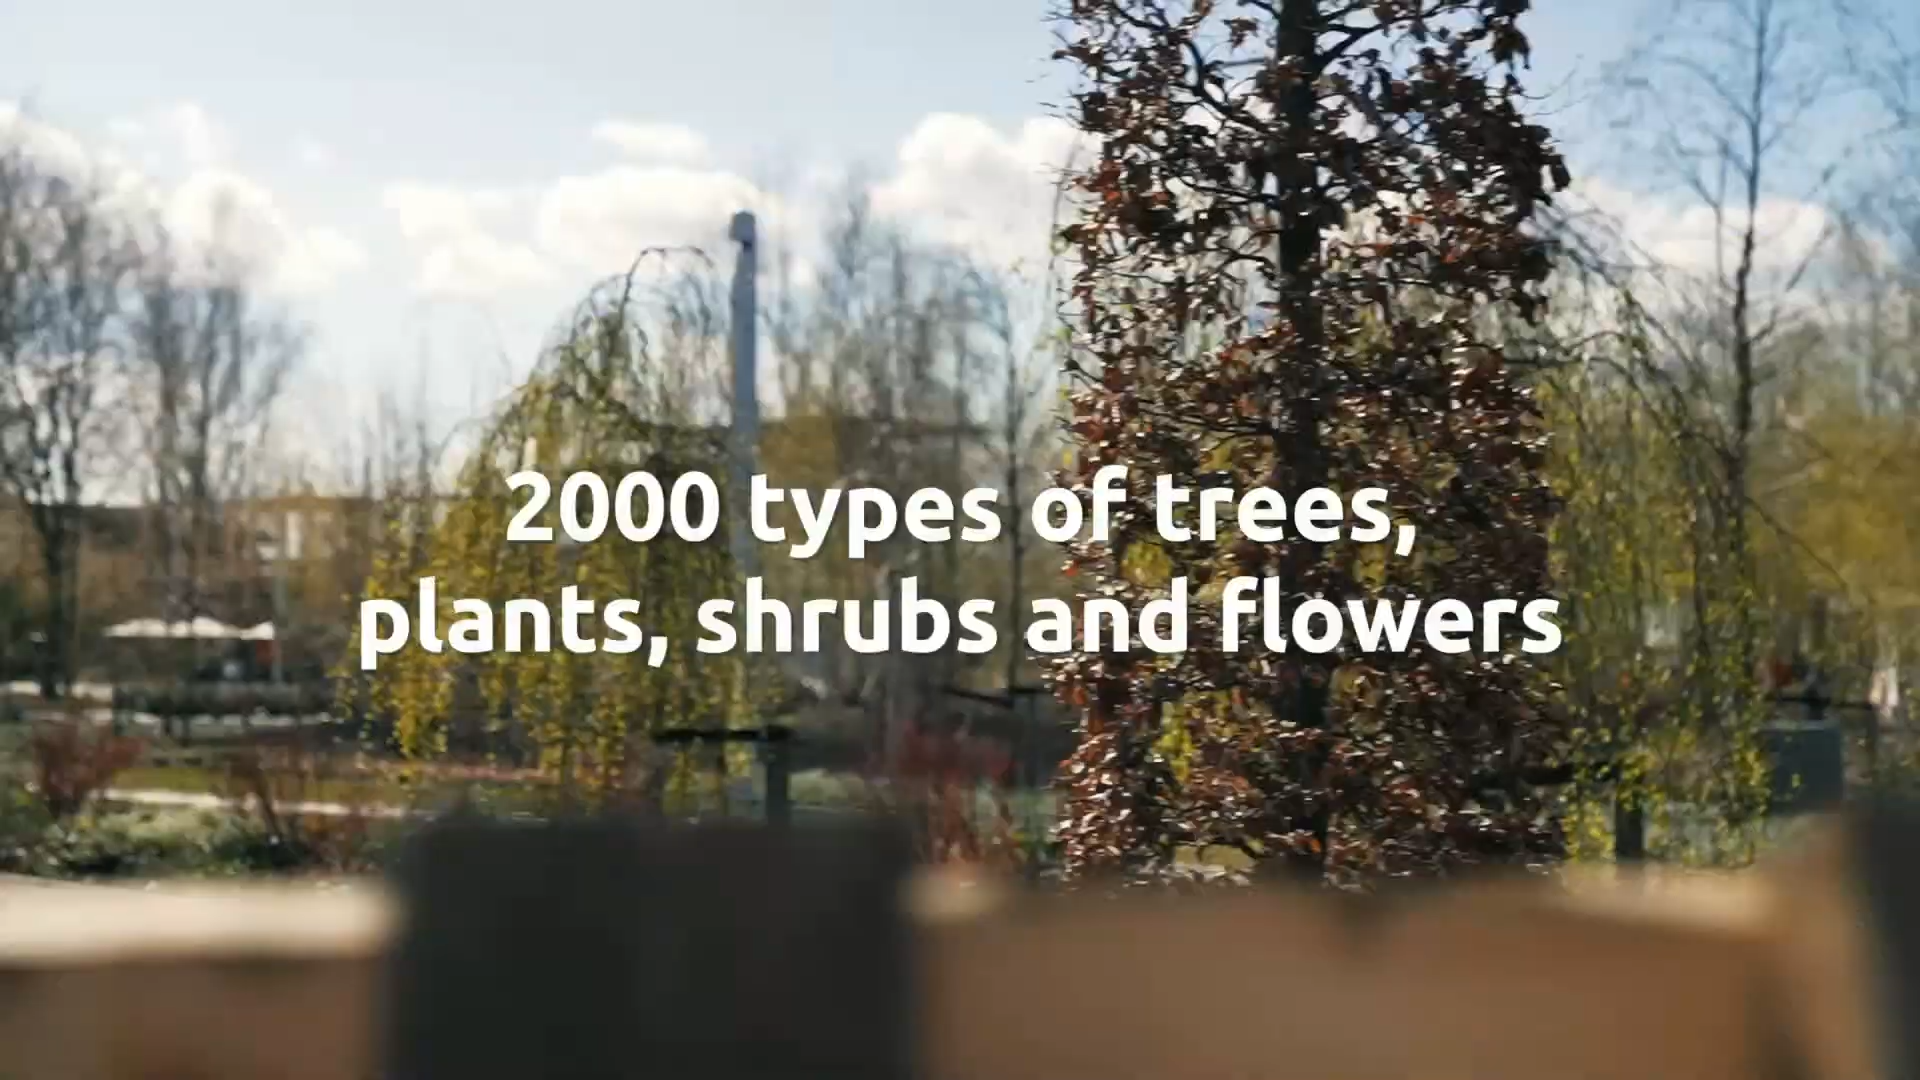 2000 types of trees,
plants, shrubs and flowers